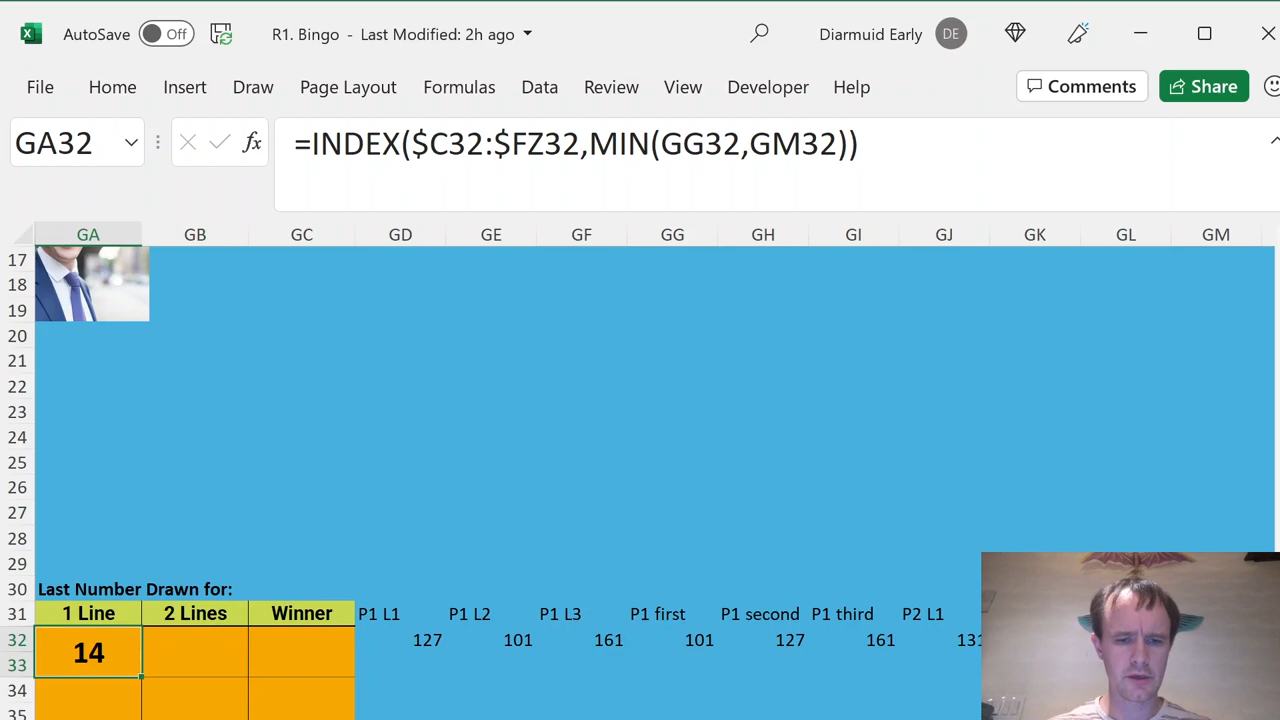 AutoSave Off R1. Bingo - Last Modified: 2h ago Diarmuid Early DE
File Home Insert Draw Page Layout Formulas Data Review View Developer Help Comments Share
GA32 fx =INDEX($C32:$FZ32,MIN(GG32,GM32))
GA GB GC GD GE GF GG GH GI GJ GK GL GM
17
18
19
20
21
22
23
24
25
26
27
28
29
30 Last Number Drawn for:
31 1 Line 2 Lines Winner P1 L1 P1 L2 P1 L3 P1 first P1 second P1 third P2 L1
32 127 101 161 101 127 161 131
14
33
34
35